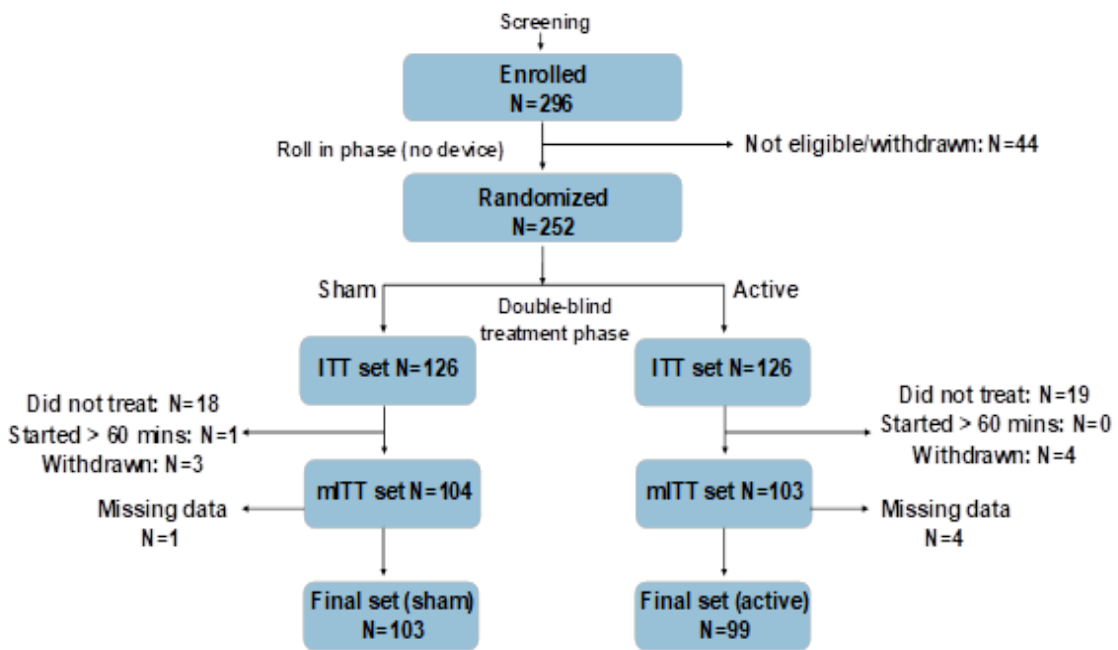 Screening
Enrolled
N=296
Roll in phase (no device)
Not eligible/withdrawn: N=44
Randomized
N=252
Sham
Active
Double-blind
treatment phase
ITT set N=126
ITT set N=126
Did not treat: N=18
Started > 60 mins: N=1
Withdrawn: N=3
Did not treat: N=19
Started > 60 mins: N=0
Withdrawn: N=4
mITT set N=104
mITT set N=103
Missing data
N=1
Missing data
N=4
Final set (sham)
N=103
Final set (active)
N=99